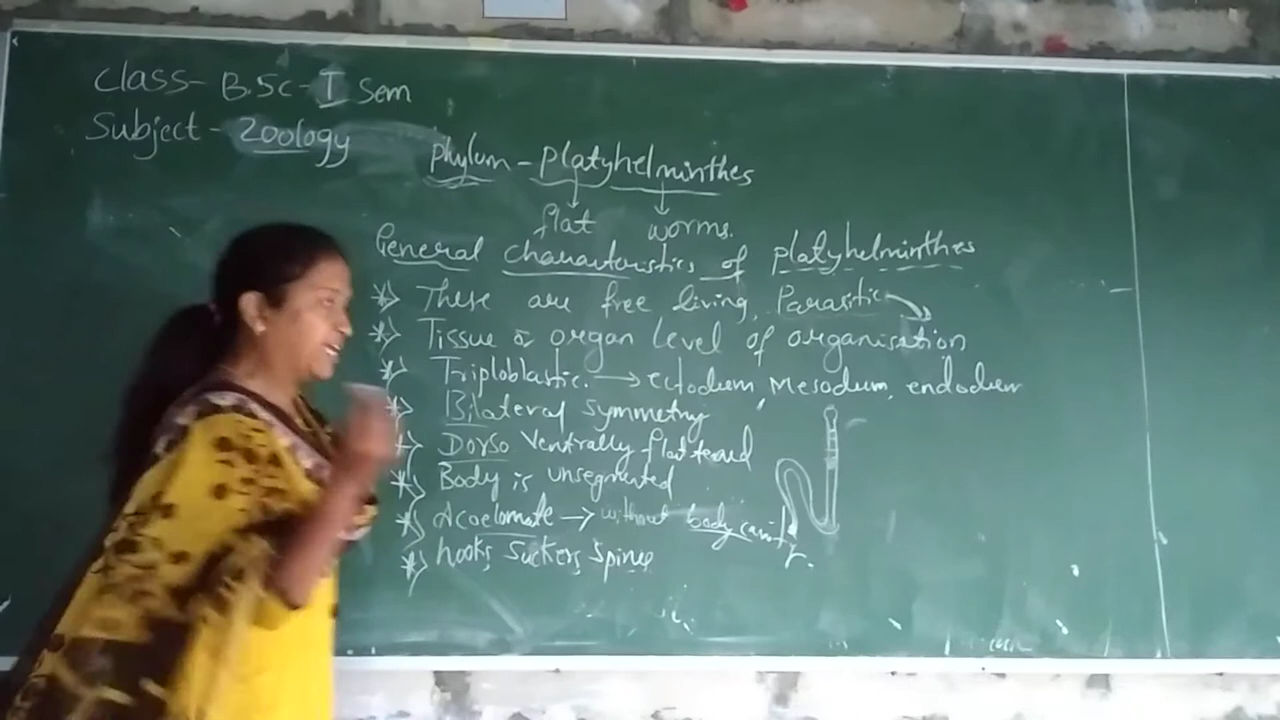 Class- B.Sc- I Sem
Subject - Zoology
Phylum - Platyhelminthes
flat worms.
General characteristics of platyhelminthes
These are free living, Parasitic
Tissue & organ level of organisation
Triploblastic. → ectoderm, Mesoderm, endoderm
Bilateral symmetry
Dorso Ventrally flattened
Body is unsegmented
Acoelomate → without body cavity
hooks, Suckers, Spines